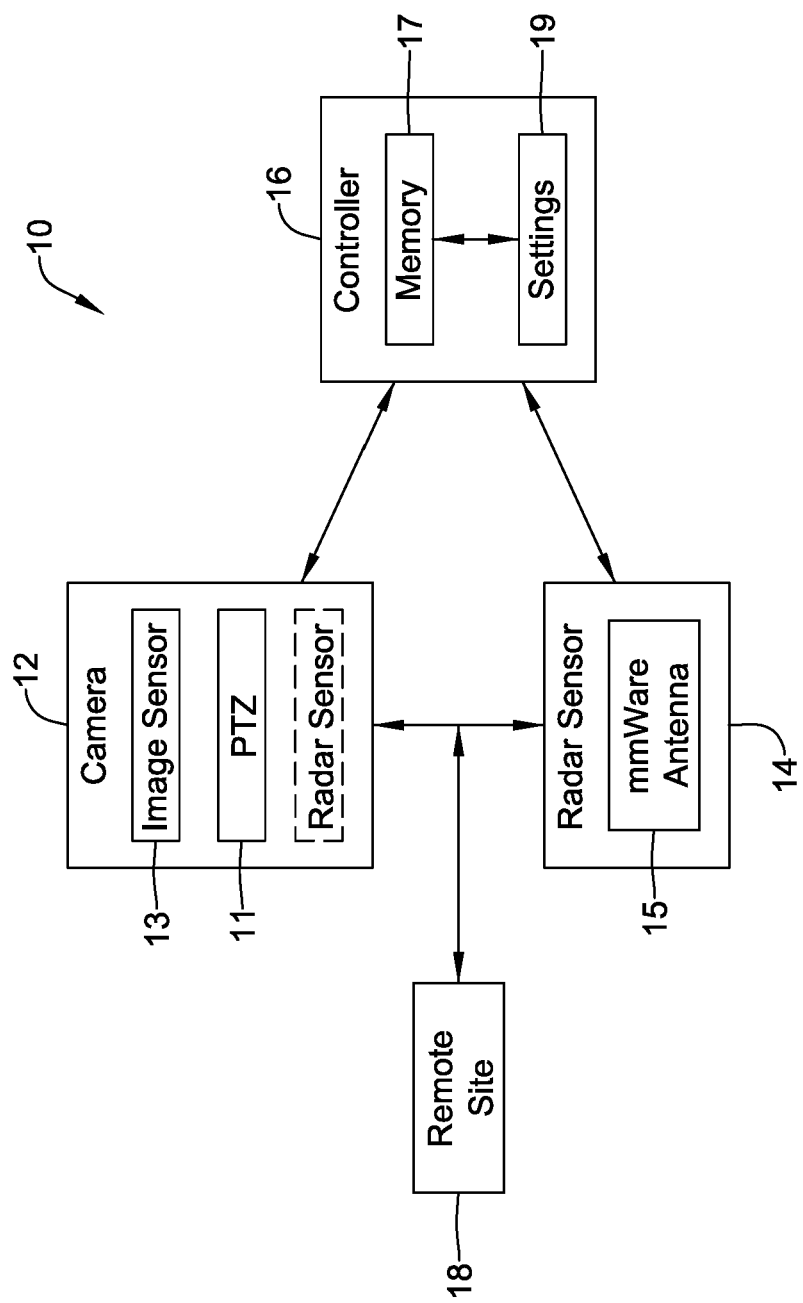 10
12
Camera
Image Sensor
13
PTZ
11
Radar Sensor
16
Controller
Memory
17
Settings
19
Remote
Site
18
Radar Sensor
mmWare
Antenna
15
14